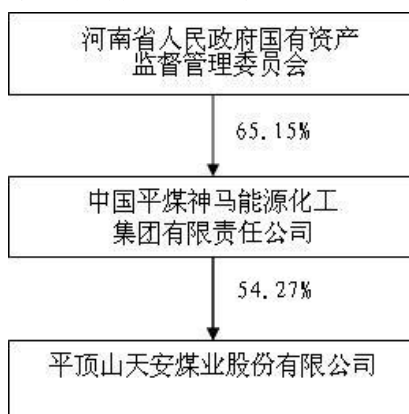 河南省人民政府国有资产
监督管理委员会
65.15%
中国平煤神马能源化工
集团有限责任公司
54.27%
平顶山天安煤业股份有限公司